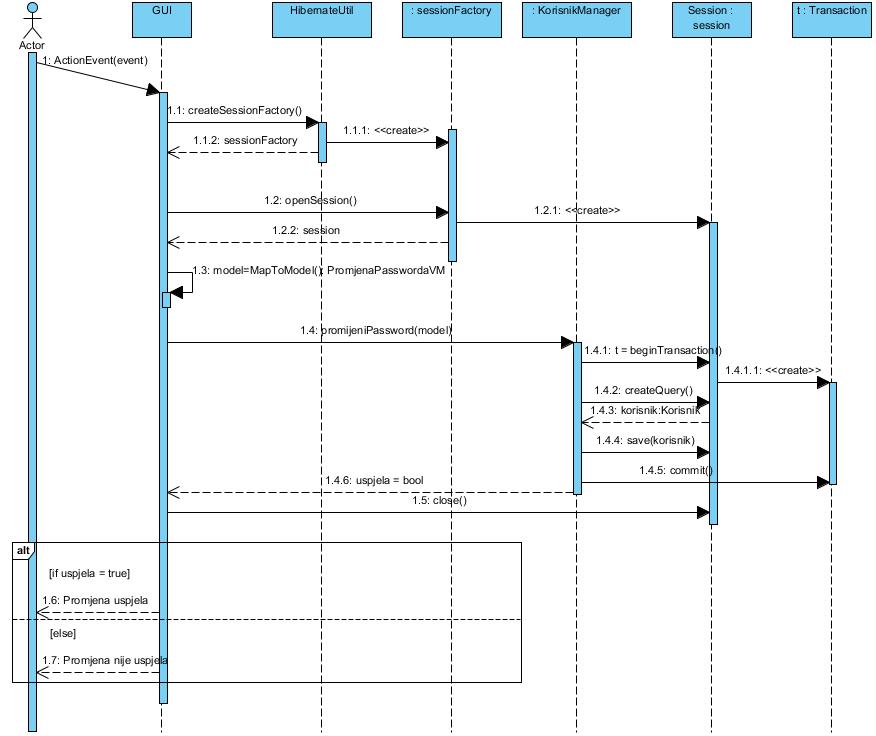 GUI
HibernateUtil
: sessionFactory
: KorisnikManager
Session :
session
t : Transaction
Actor
1: ActionEvent(event)
1.1: createSessionFactory()
1.1.1: <<create>>
1.1.2: sessionFactory
1.2: openSession()
1.2.1: <<create>>
1.2.2: session
1.3: model=MapToModel(): PromjenaPasswordaVM
1.4: promijeniPassword(model)
1.4.1: t = beginTransaction()
1.4.1.1: <<create>>
1.4.2: createQuery()
1.4.3: korisnik:Korisnik
1.4.4: save(korisnik)
1.4.5: commit()
1.4.6: uspjela = bool
1.5: close()
alt
[if uspjela = true]
1.6: Promjena uspjela
[else]
1.7: Promjena nije uspjela